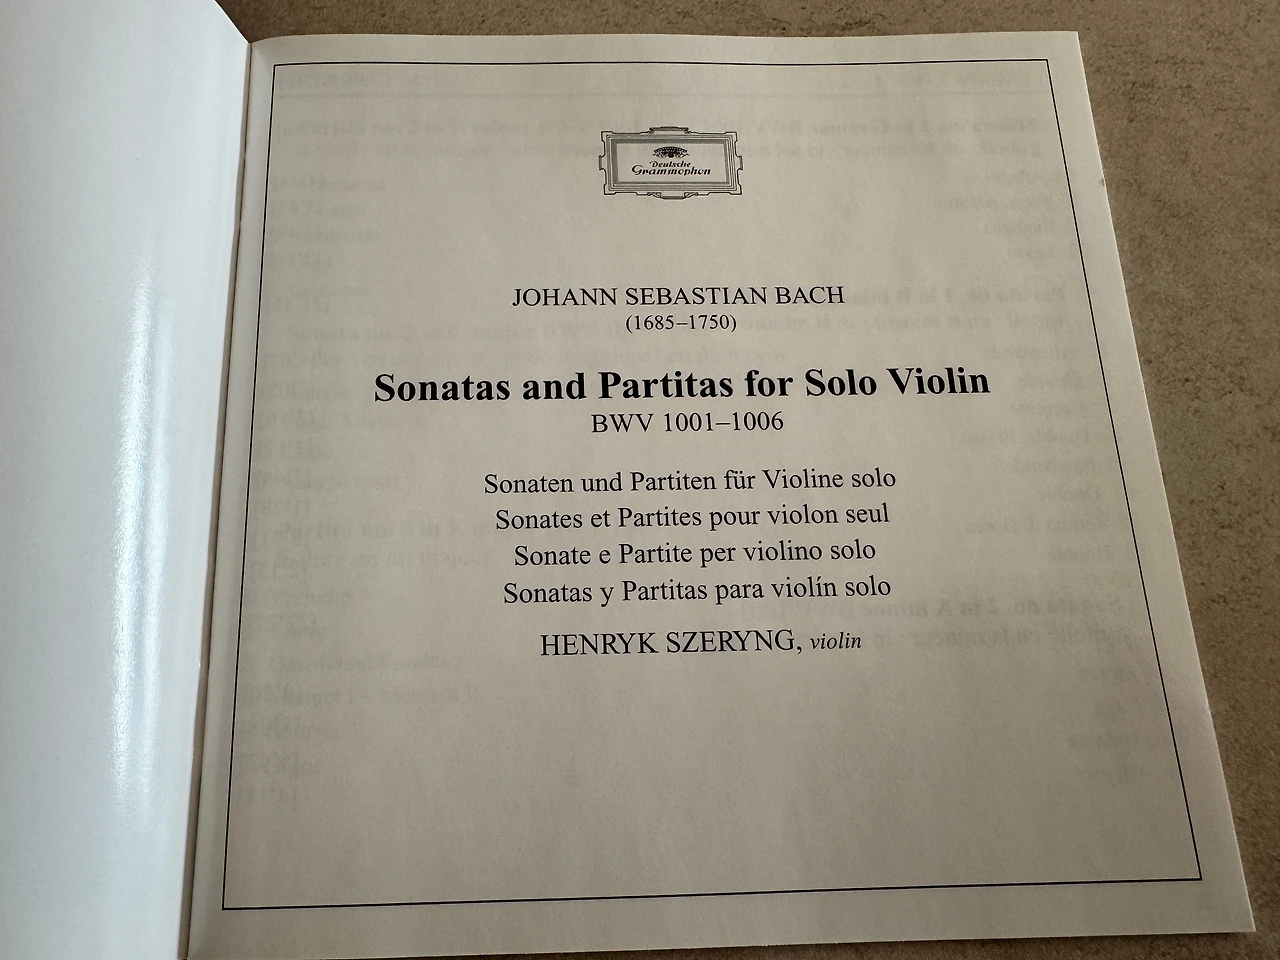 Deutsche
Grammophon
JOHANN SEBASTIAN BACH
(1685–1750)
Sonatas and Partitas for Solo Violin
BWV 1001–1006
Sonaten und Partiten für Violine solo
Sonates et Partites pour violon seul
Sonate e Partite per violino solo
Sonatas y Partitas para violín solo
HENRYK SZERYNG, violin